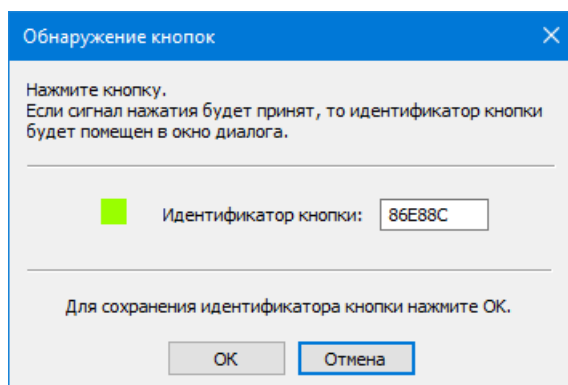 Обнаружение кнопок
Нажмите кнопку.
Если сигнал нажатия будет принят, то идентификатор кнопки
будет помещен в окно диалога.
Идентификатор кнопки: 86E88C
Для сохранения идентификатора кнопки нажмите OK.
OK Отмена